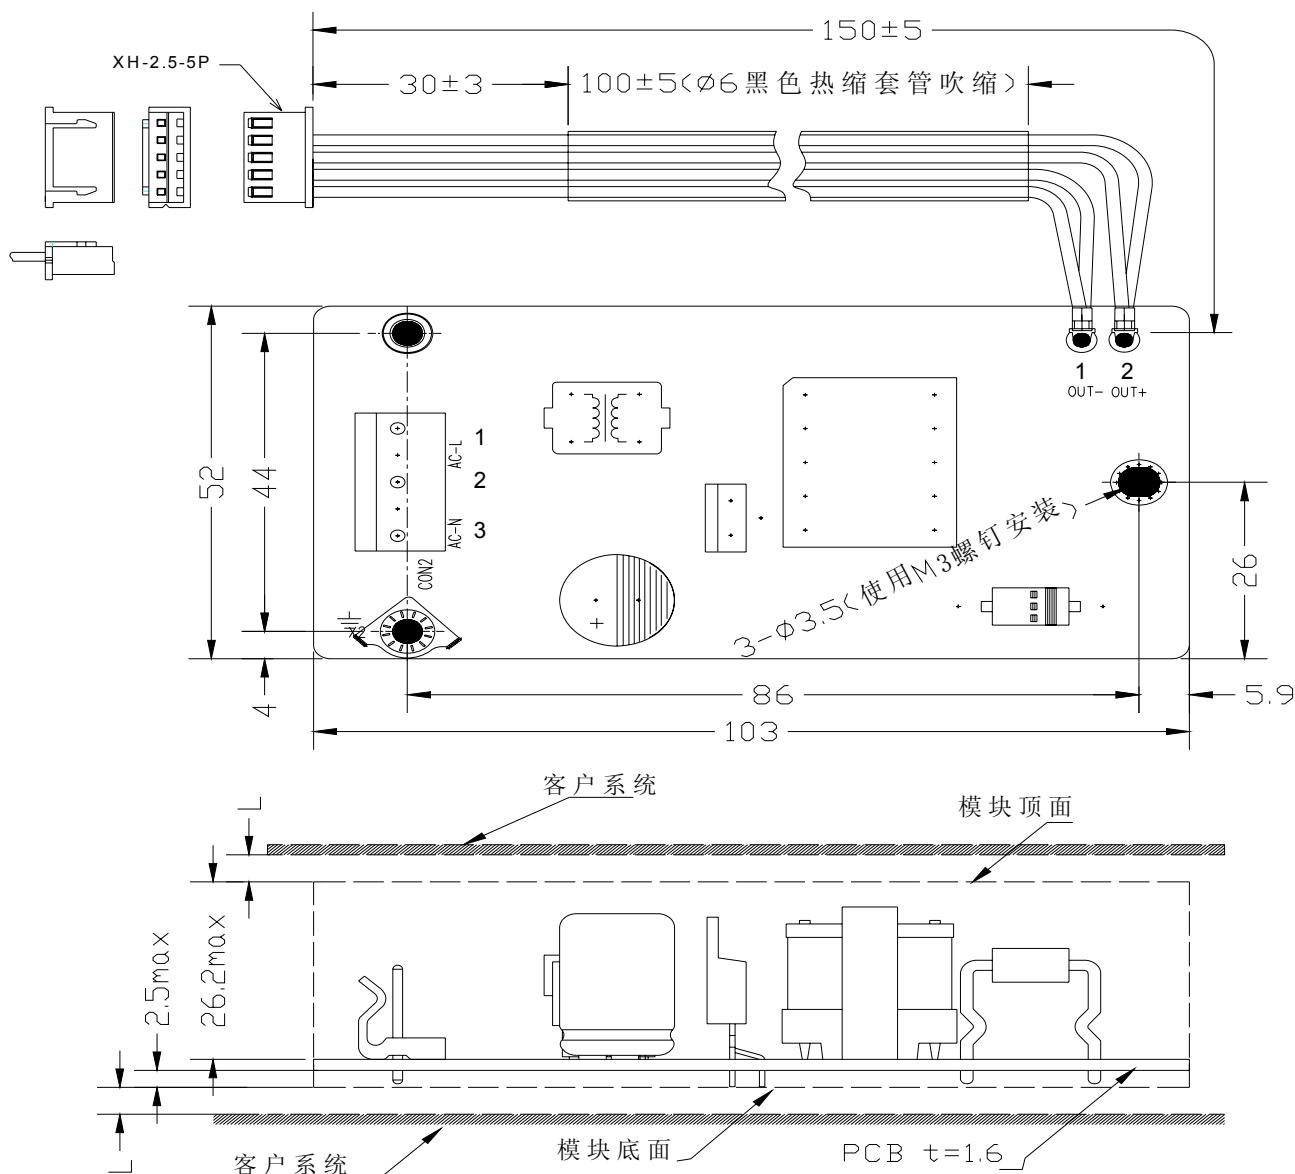 150±5
XH-2.5-5P
30±3
100±5(Ø6黑色热缩套管吹缩)
1 2
OUT- OUT+
1
AC-L
2
3
AC-N
CON2
52
44
4
26
3-Ø3.5(使用M3螺钉安装)
86
5.9
103
客户系统
模块顶面
L
26.2max
2.5max
L
客户系统
模块底面
PCB t=1.6